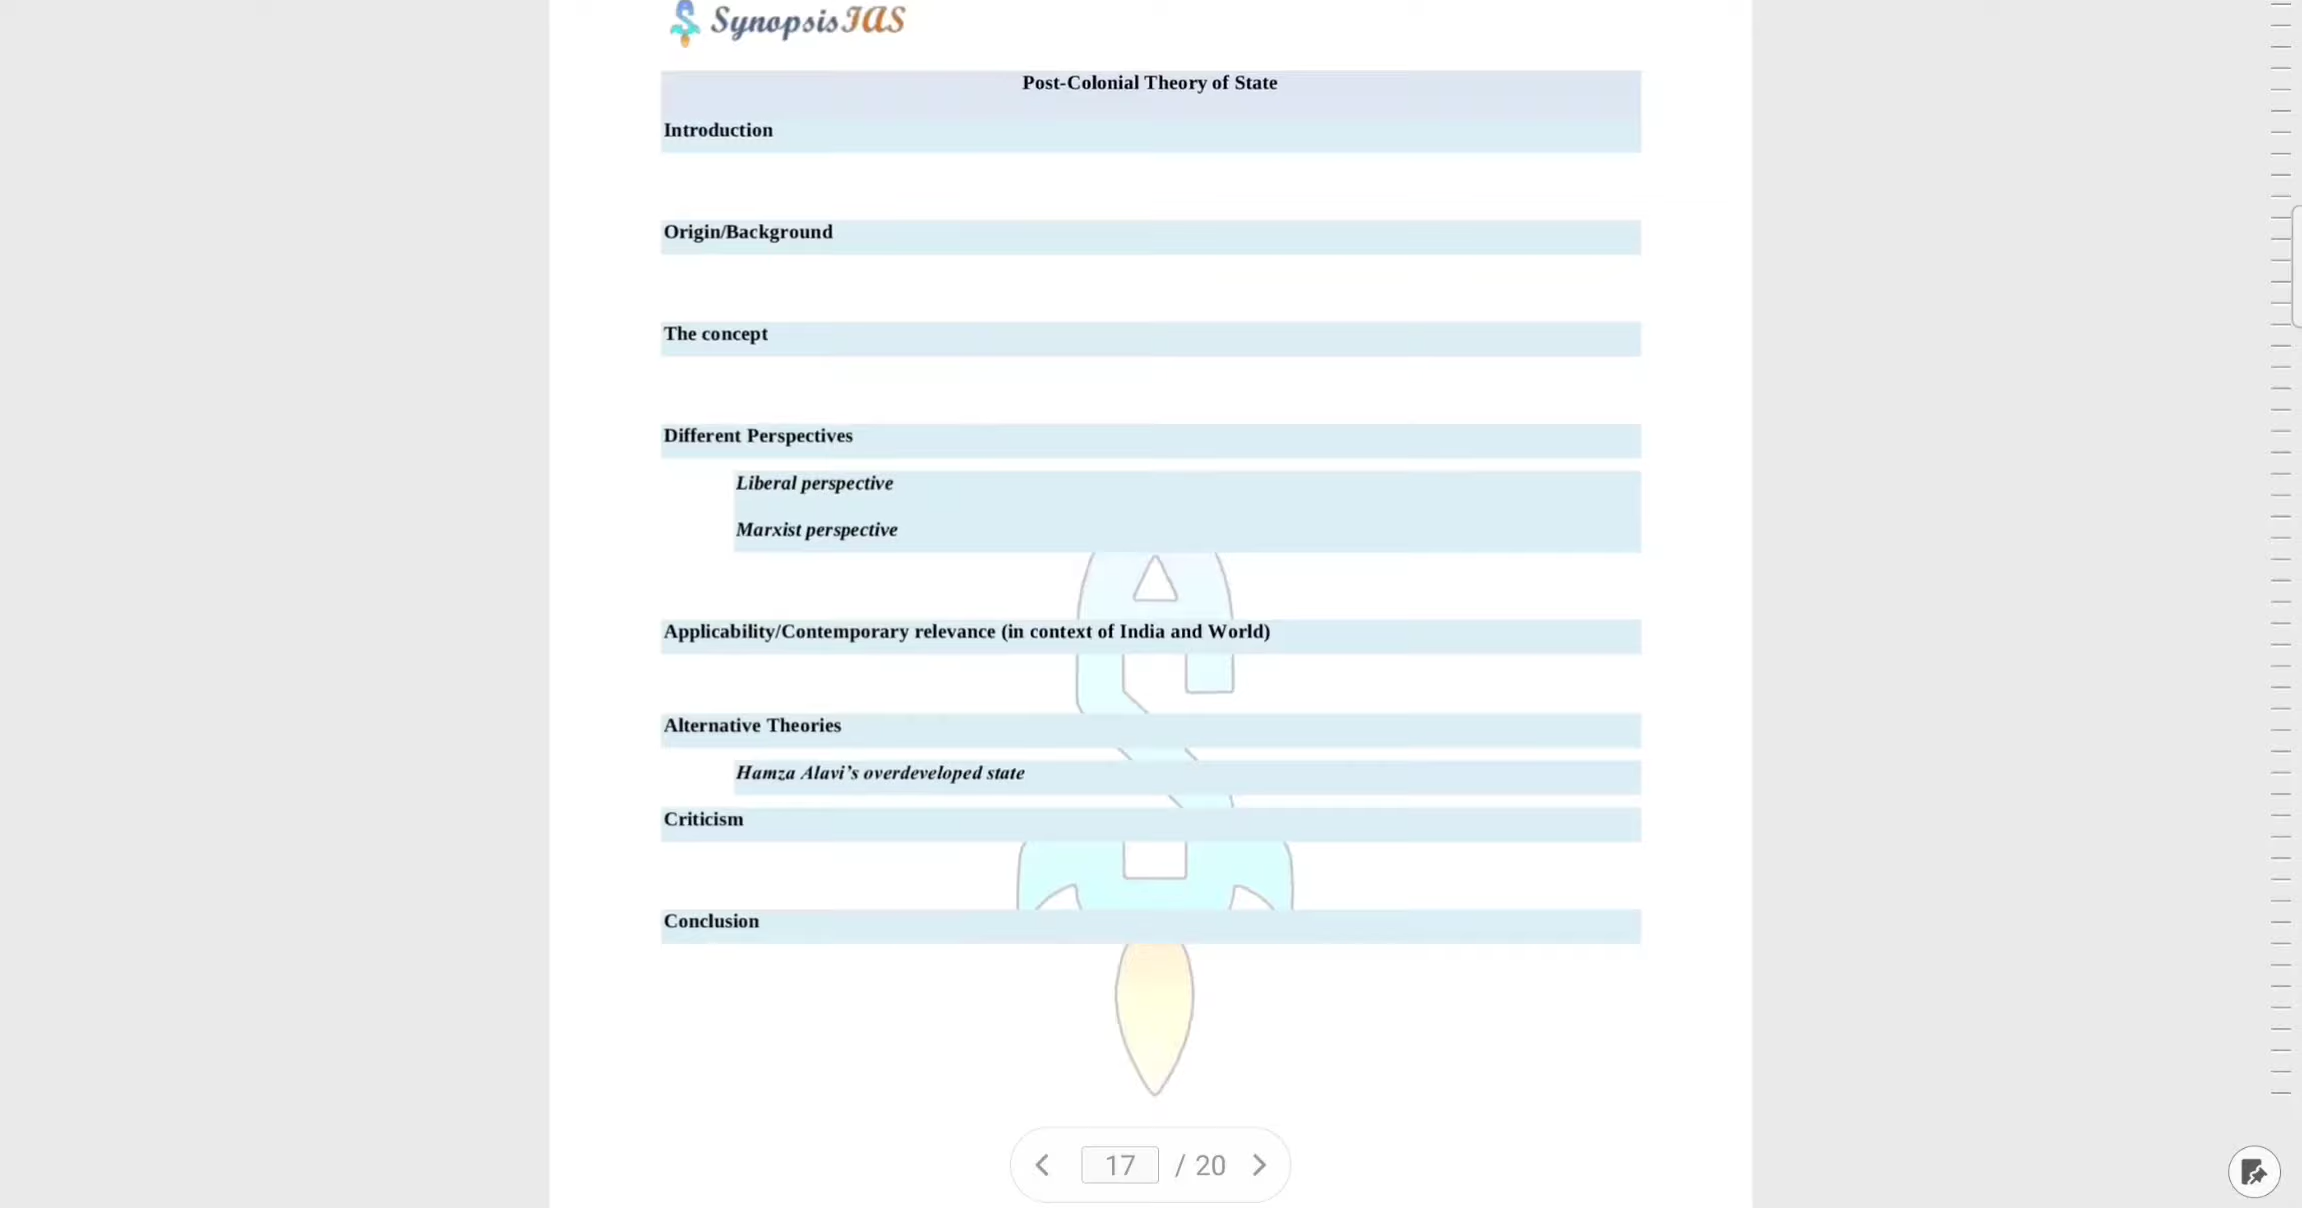 SynopsisIAS
Post-Colonial Theory of State
Introduction
Origin/Background
The concept
Different Perspectives
Liberal perspective
Marxist perspective
Applicability/Contemporary relevance (in context of India and World)
Alternative Theories
Hamza Alavi’s overdeveloped state
Criticism
Conclusion
17 / 20